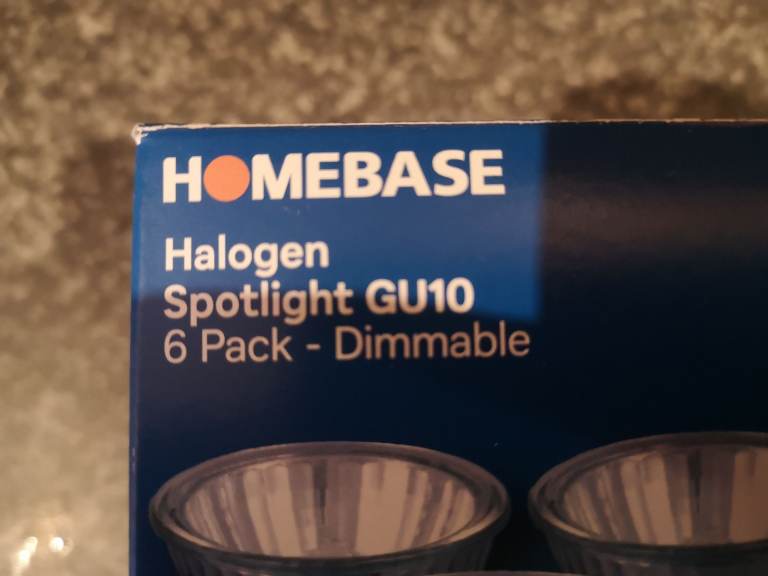 HOMEBASE
Halogen
Spotlight GU10
6 Pack - Dimmable